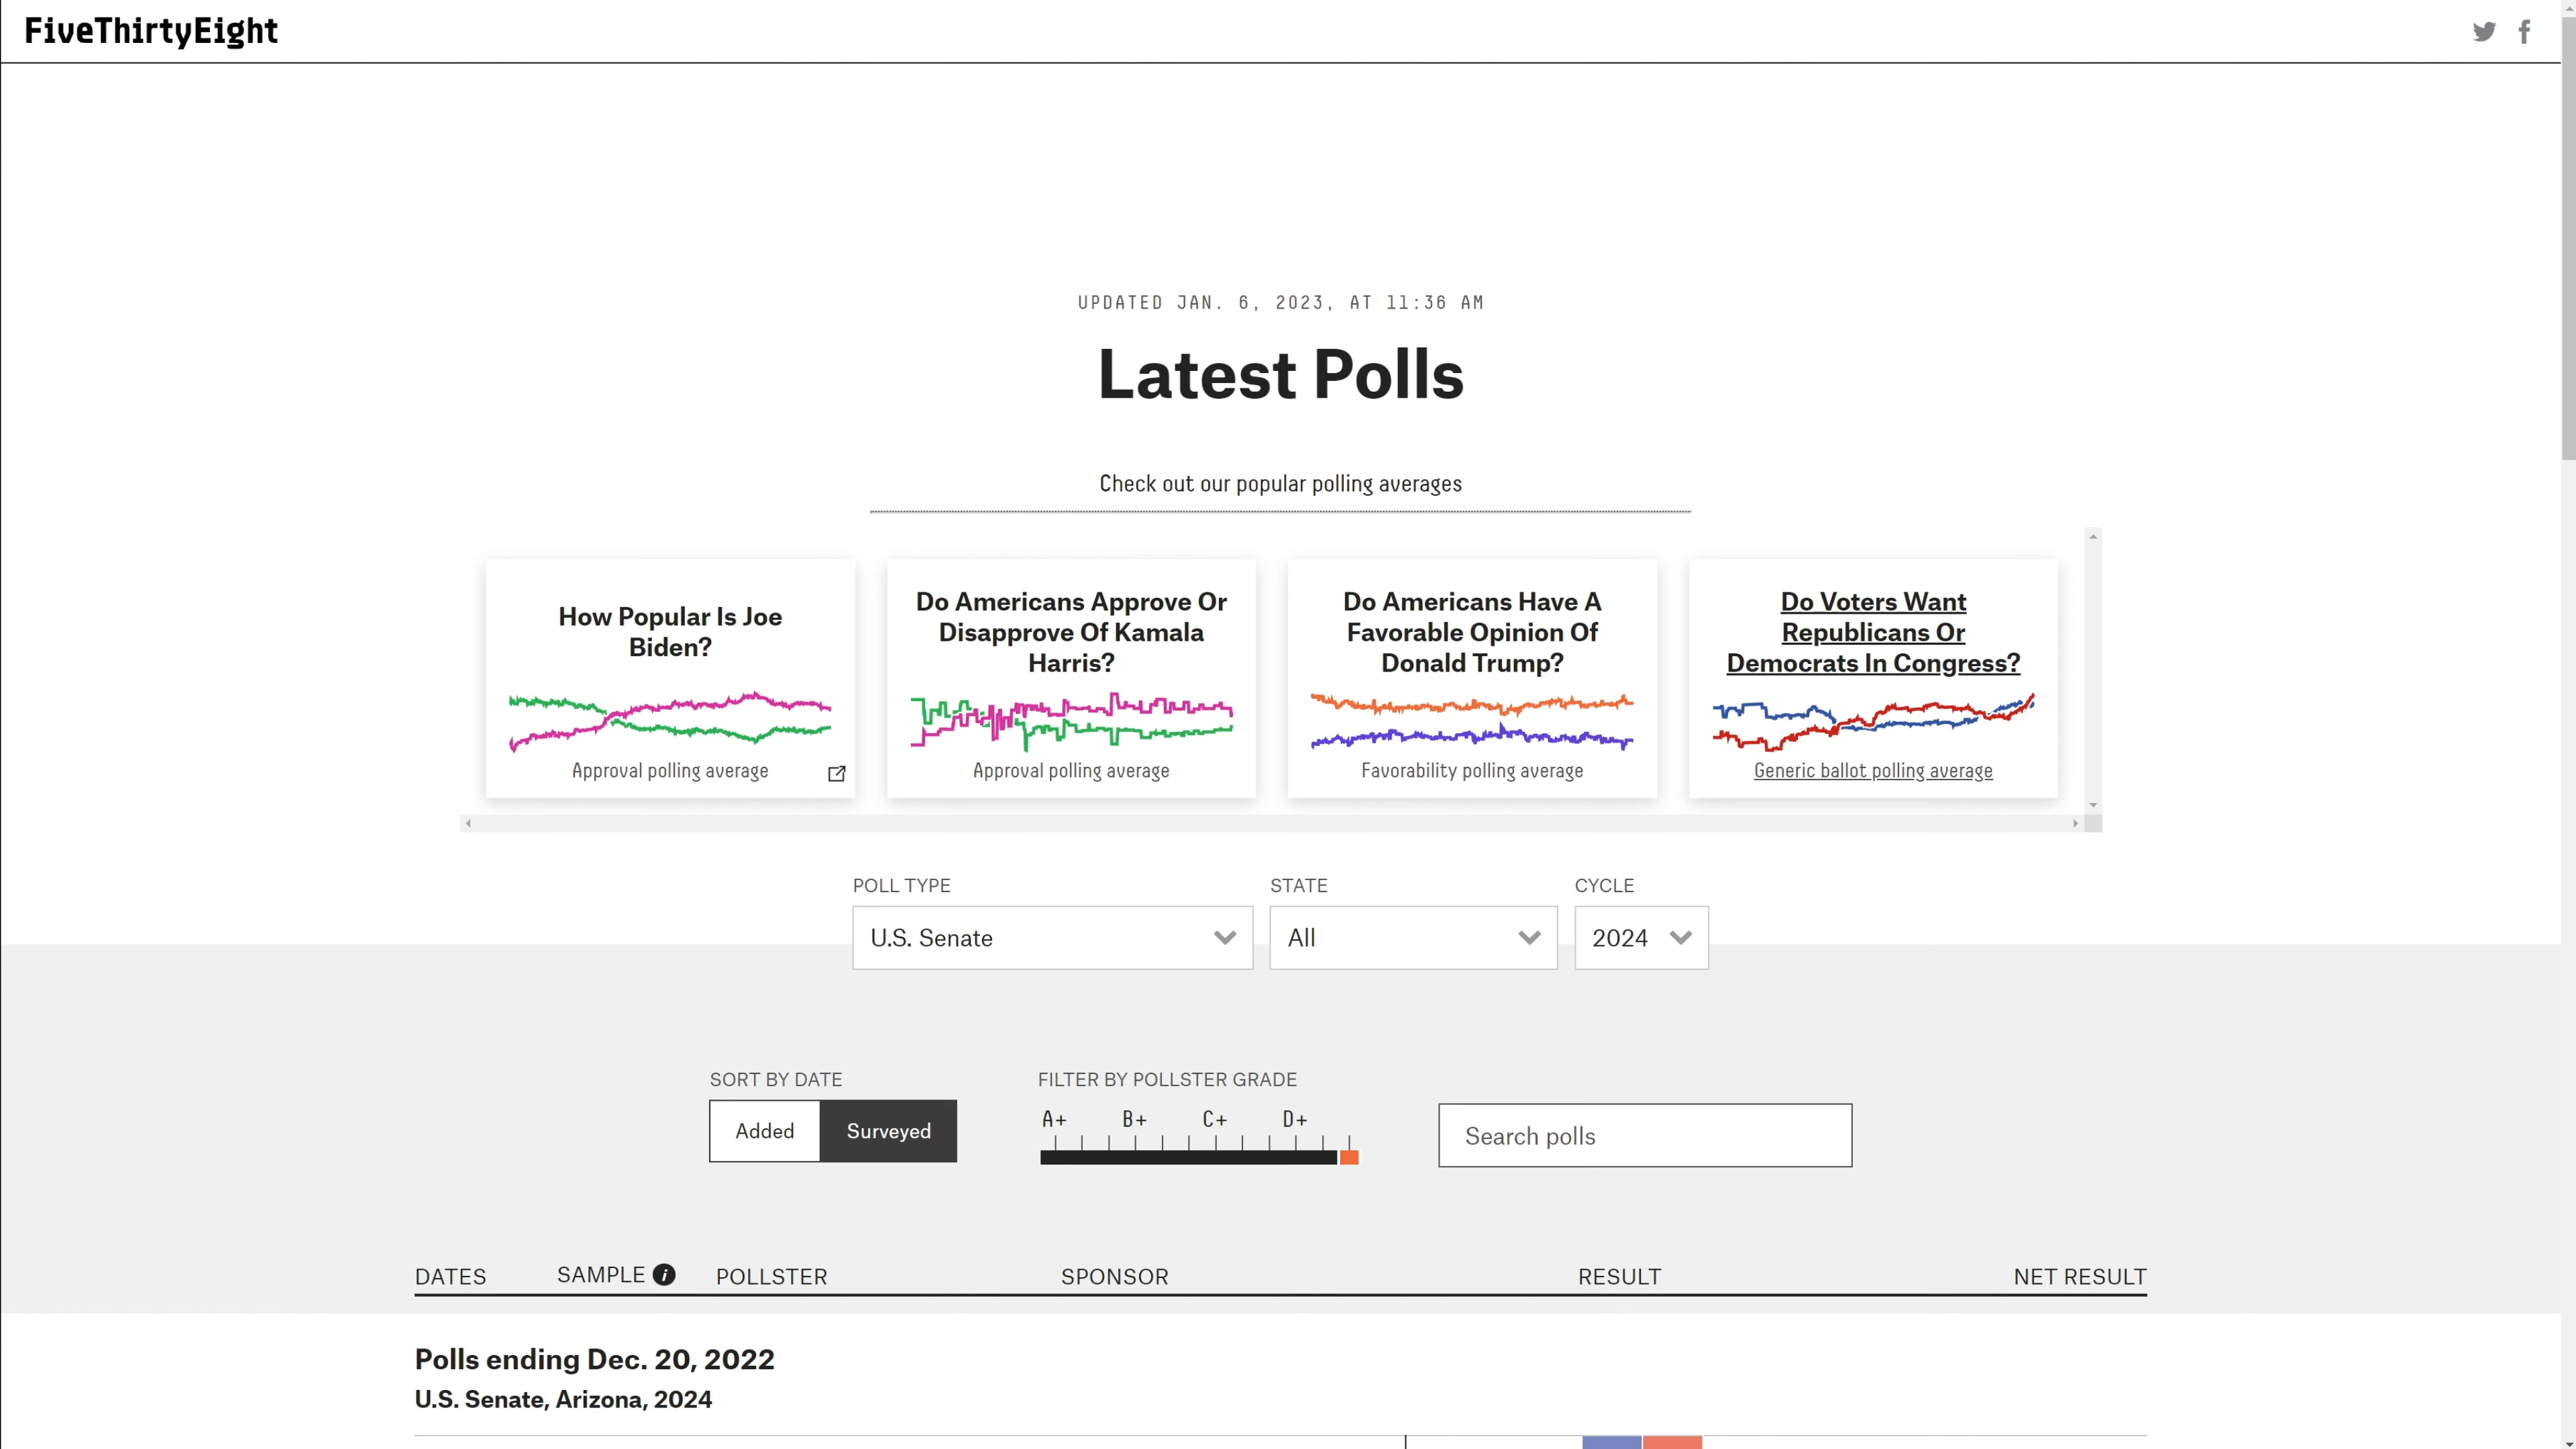 FiveThirtyEight
UPDATED JAN. 6, 2023, AT 11:36 AM
Latest Polls
Check out our popular polling averages
How Popular Is Joe
Biden?
Approval polling average
Do Americans Approve Or
Disapprove Of Kamala
Harris?
Approval polling average
Do Americans Have A
Favorable Opinion Of
Donald Trump?
Favorability polling average
Do Voters Want
Republicans Or
Democrats In Congress?
Generic ballot polling average
POLL TYPE
U.S. Senate
STATE
All
CYCLE
2024
SORT BY DATE
Added Surveyed
FILTER BY POLLSTER GRADE
A+ B+ C+ D+
Search polls
DATES SAMPLE i POLLSTER SPONSOR RESULT NET RESULT
Polls ending Dec. 20, 2022
U.S. Senate, Arizona, 2024